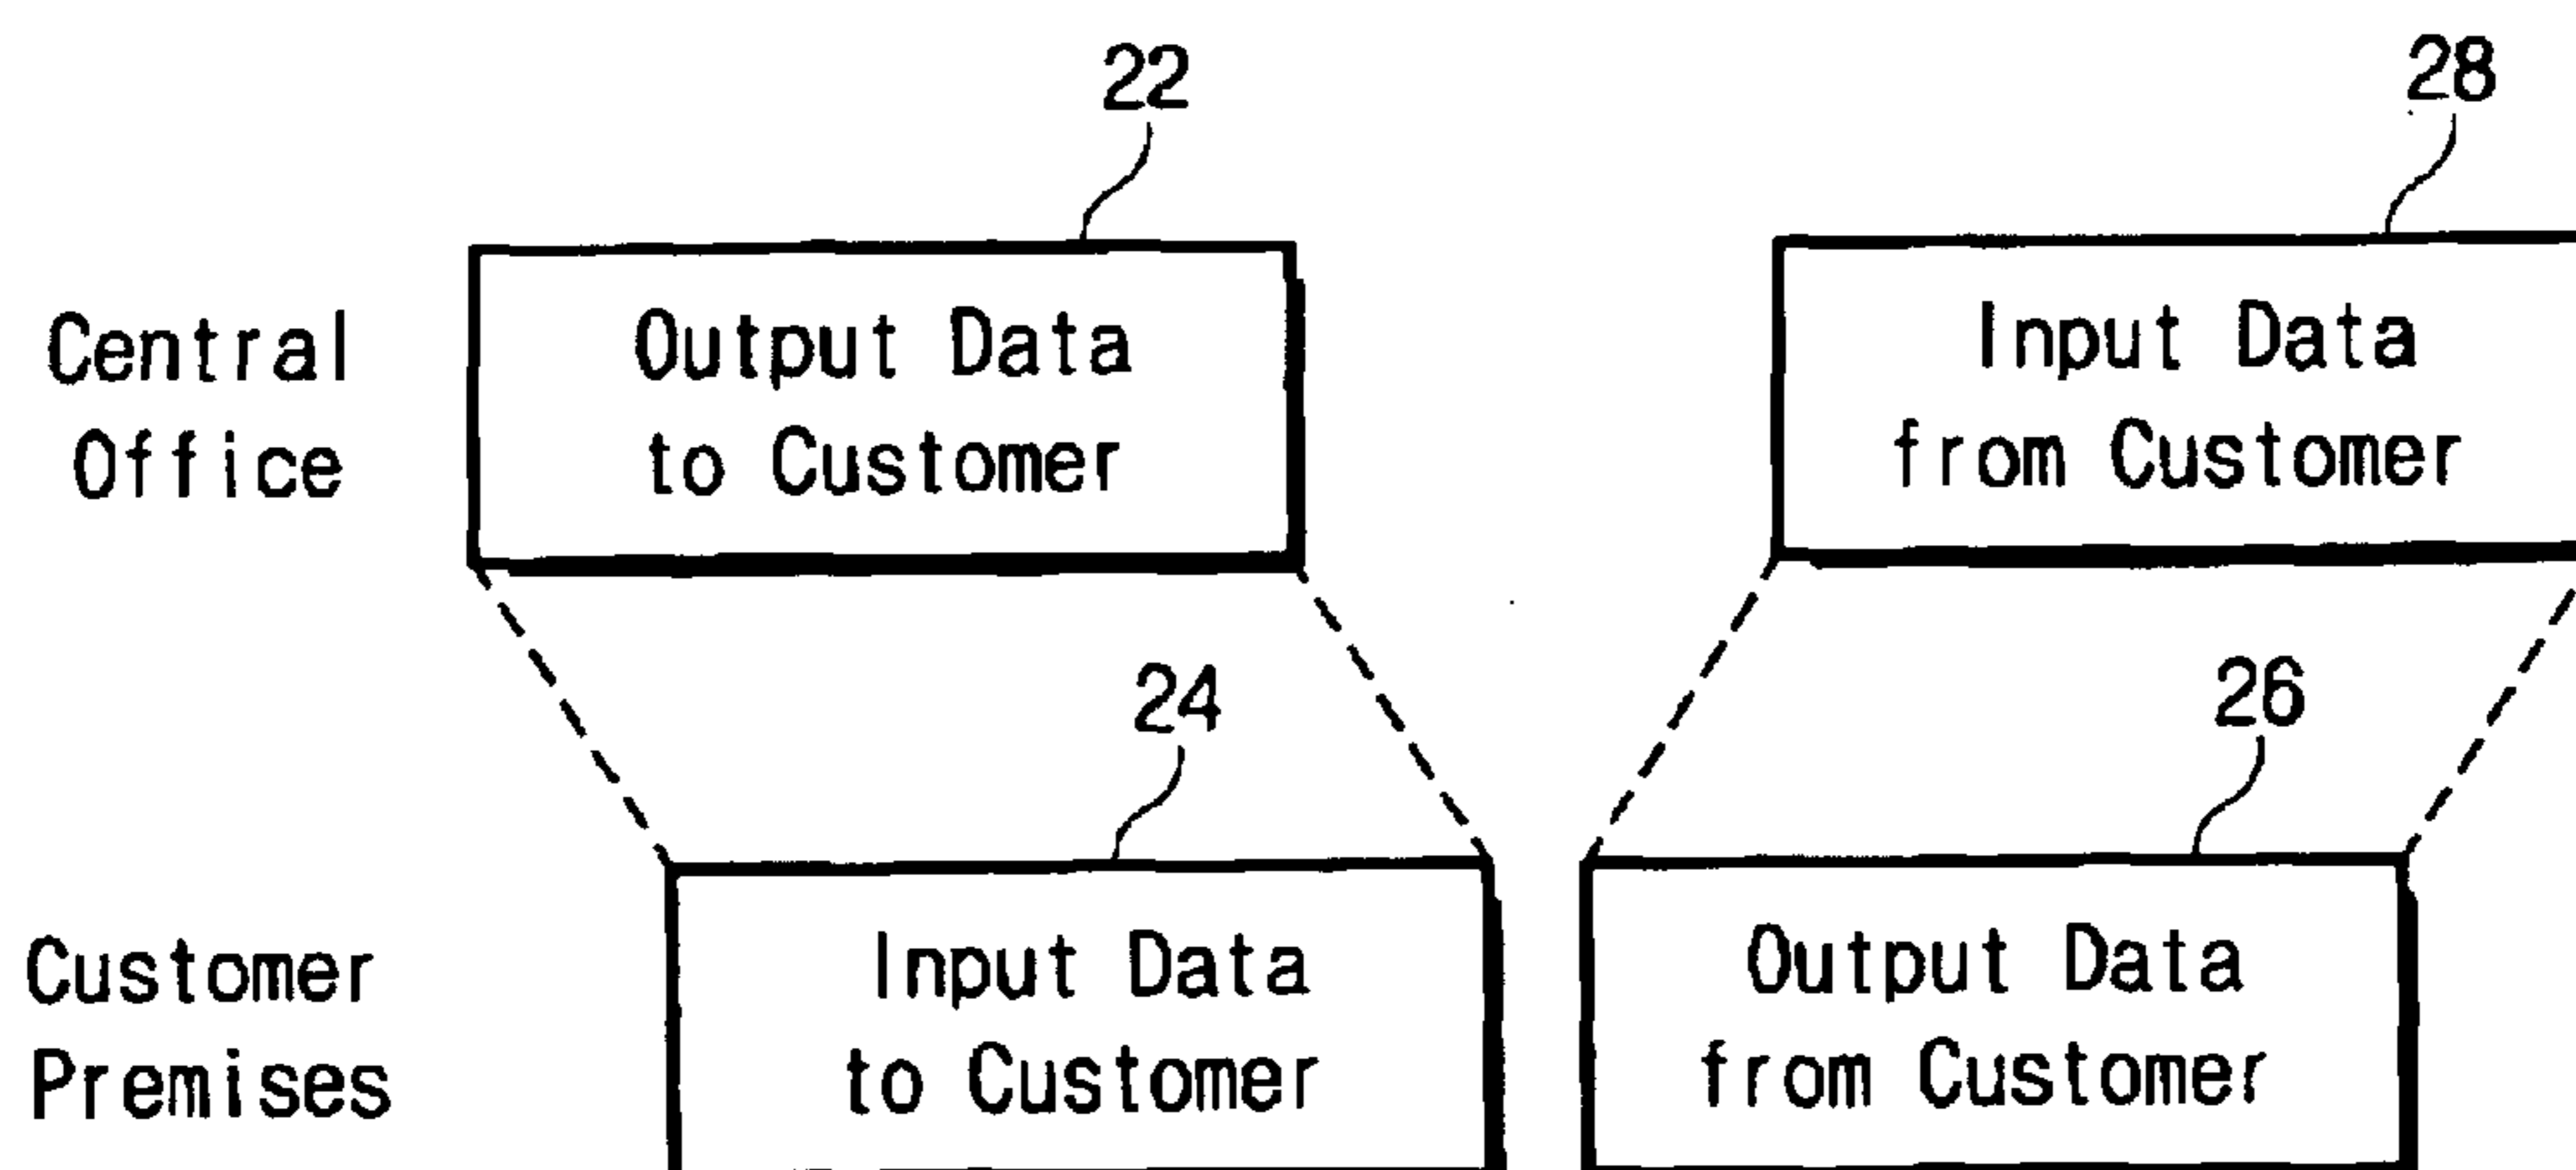 22
28
Central
Office
Output Data
to Customer
Input Data
from Customer
24
26
Customer
Premises
Input Data
to Customer
Output Data
from Customer